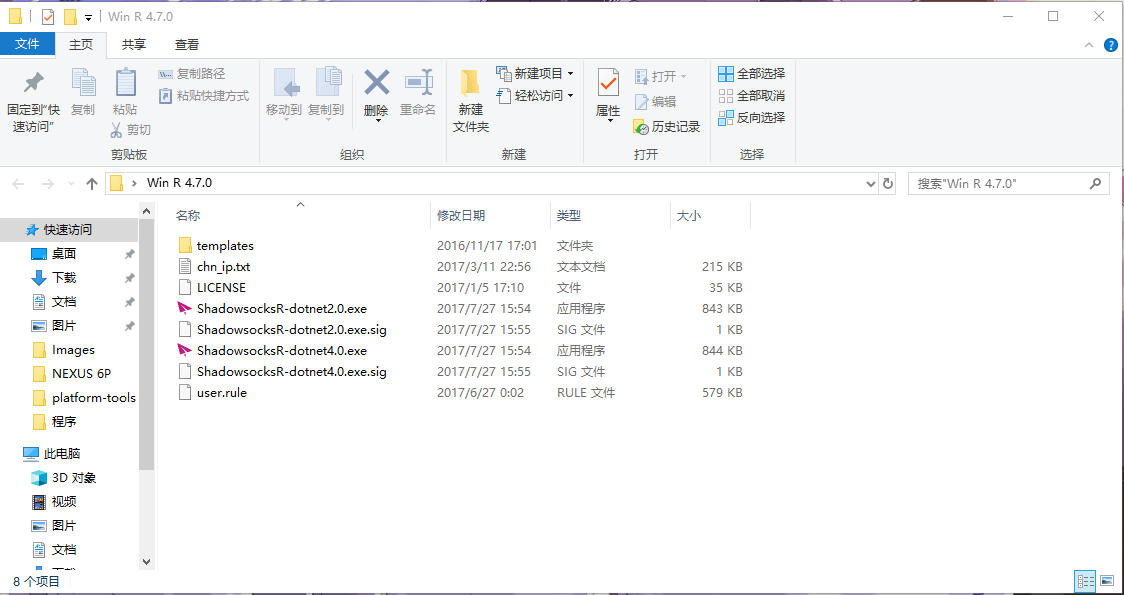 Win R 4.7.0
文件 主页 共享 查看
固定到"快速访问"
复制
粘贴
复制路径
粘贴快捷方式
剪切
剪贴板
移动到 复制到 删除 重命名
组织
新建文件夹
新建项目
轻松访问
新建
属性
打开
编辑
历史记录
打开
全部选择
全部取消
反向选择
选择
Win R 4.7.0
搜索"Win R 4.7.0"
快速访问
桌面
下载
文档
图片
Images
NEXUS 6P
platform-tools
程序
此电脑
3D 对象
视频
图片
文档
名称 修改日期 类型 大小
templates 2016/11/17 17:01 文件夹
chn_ip.txt 2017/3/11 22:56 文本文档 215 KB
LICENSE 2017/1/5 17:10 文件 35 KB
ShadowsocksR-dotnet2.0.exe 2017/7/27 15:54 应用程序 843 KB
ShadowsocksR-dotnet2.0.exe.sig 2017/7/27 15:55 SIG 文件 1 KB
ShadowsocksR-dotnet4.0.exe 2017/7/27 15:54 应用程序 844 KB
ShadowsocksR-dotnet4.0.exe.sig 2017/7/27 15:55 SIG 文件 1 KB
user.rule 2017/6/27 0:02 RULE 文件 579 KB
8 个项目